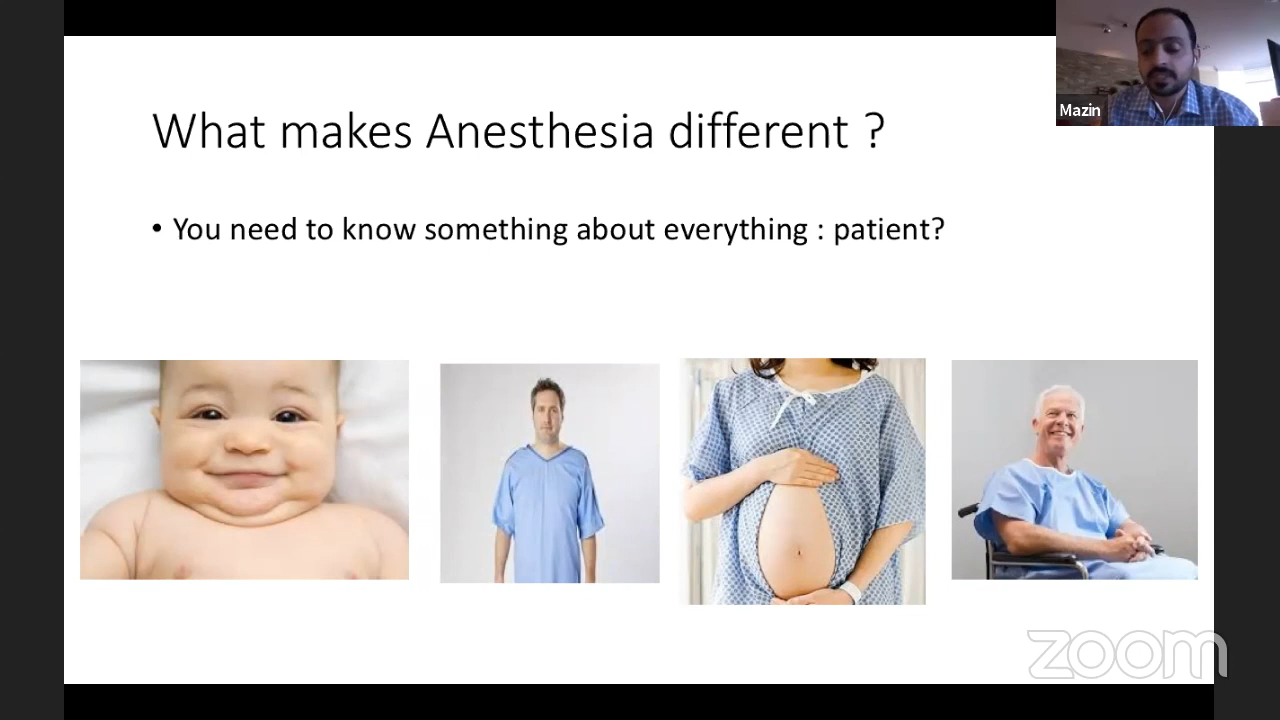 What makes Anesthesia different ?
• You need to know something about everything : patient?
Mazin
zoom